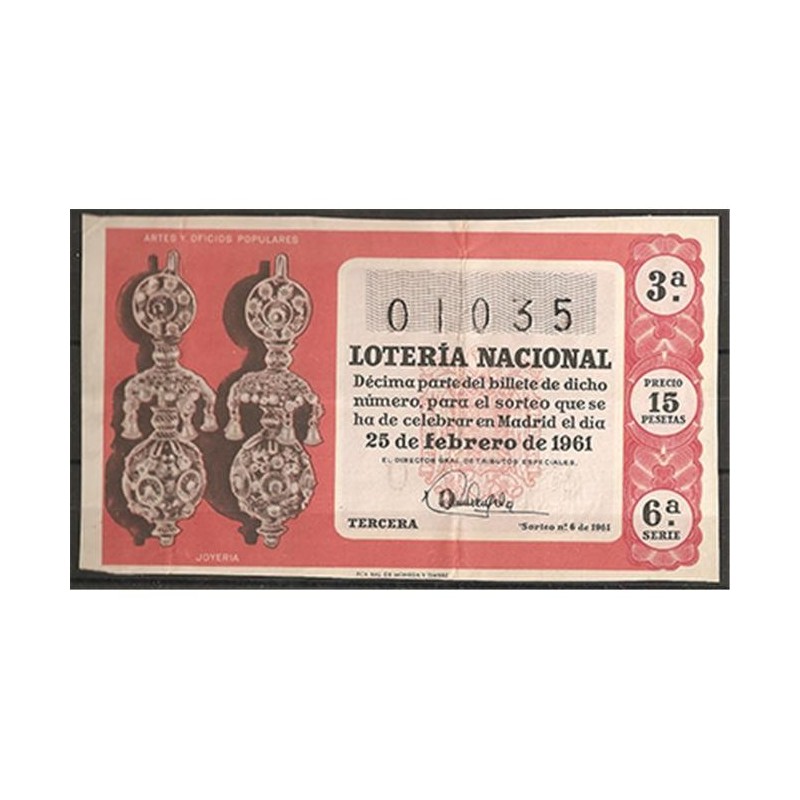 ARTES Y OFICIOS POPULARES
JOYERIA
01035
LOTERÍA NACIONAL
Décima parte del billete de dicho
número, para el sorteo que se
ha de celebrar en Madrid el día
25 de febrero de 1961
EL DIRECTOR GRAL. DE TRIBUTOS ESPECIALES,
TERCERA
Sorteo n.º 6 de 1961
3ª
PRECIO
15
PESETAS
6ª
SERIE